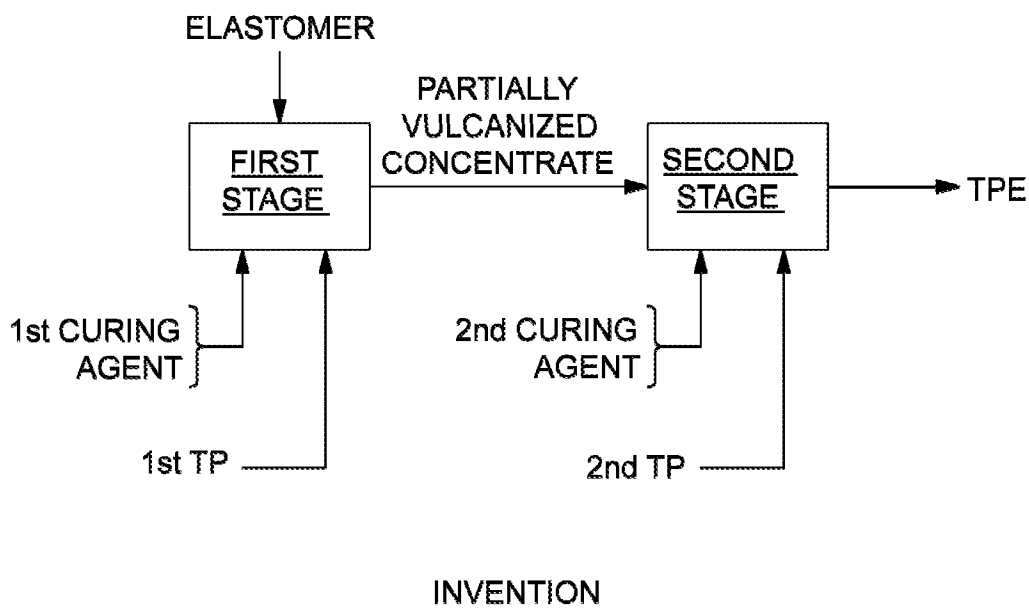 ELASTOMER
PARTIALLY
VULCANIZED
CONCENTRATE
FIRST
STAGE
SECOND
STAGE
TPE
1st CURING
AGENT
2nd CURING
AGENT
1st TP
2nd TP
INVENTION